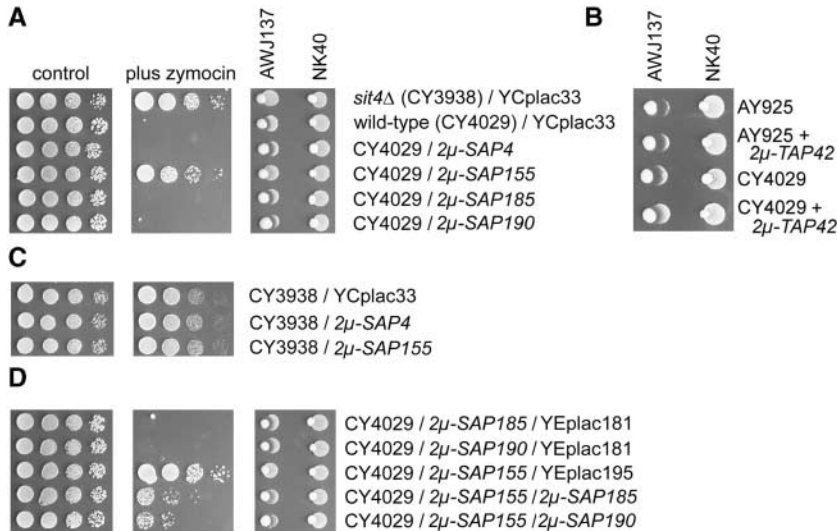 A
B
control
plus zymocin
AWJ137
NK40
AWJ137
NK40
sit4Δ (CY3938) / YCplac33
wild-type (CY4029) / YCplac33
CY4029 / 2µ-SAP4
CY4029 / 2µ-SAP155
CY4029 / 2µ-SAP185
CY4029 / 2µ-SAP190
AY925
AY925 +
2µ-TAP42
CY4029
CY4029 +
2µ-TAP42
C
CY3938 / YCplac33
CY3938 / 2µ-SAP4
CY3938 / 2µ-SAP155
D
CY4029 / 2µ-SAP185 / YEplac181
CY4029 / 2µ-SAP190 / YEplac181
CY4029 / 2µ-SAP155 / YEplac195
CY4029 / 2µ-SAP155 / 2µ-SAP185
CY4029 / 2µ-SAP155 / 2µ-SAP190